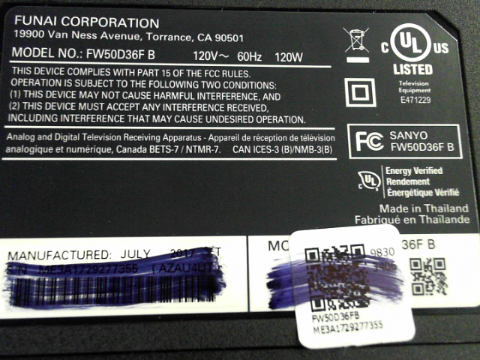 FUNAI CORPORATION
19900 Van Ness Avenue, Torrance, CA 90501
MODEL NO.: FW50D36F B 120V~ 60Hz 120W
THIS DEVICE COMPLIES WITH PART 15 OF THE FCC RULES.
OPERATION IS SUBJECT TO THE FOLLOWING TWO CONDITIONS:
(1) THIS DEVICE MAY NOT CAUSE HARMFUL INTERFERENCE, AND
(2) THIS DEVICE MUST ACCEPT ANY INTERFERENCE RECEIVED,
INCLUDING INTERFERENCE THAT MAY CAUSE UNDESIRED OPERATION.
Analog and Digital Television Receiving Apparatus - Appareil de réception de télévision
analogique et numérique, Canada BETS-7 / NTMR-7. CAN ICES-3 (B)/NMB-3(B)
C UL US
LISTED
Television
Equipment
E471229
FC SANYO
FW50D36F B
C UL
Energy Verified
Rendement
Énergétique Vérifié
Made in Thailand
Fabriqué en Thaïlande
MANUFACTURED: JULY 2017
ME3A1729277355
MO 36F B
9830
FW50D36FB
ME3A1729277355